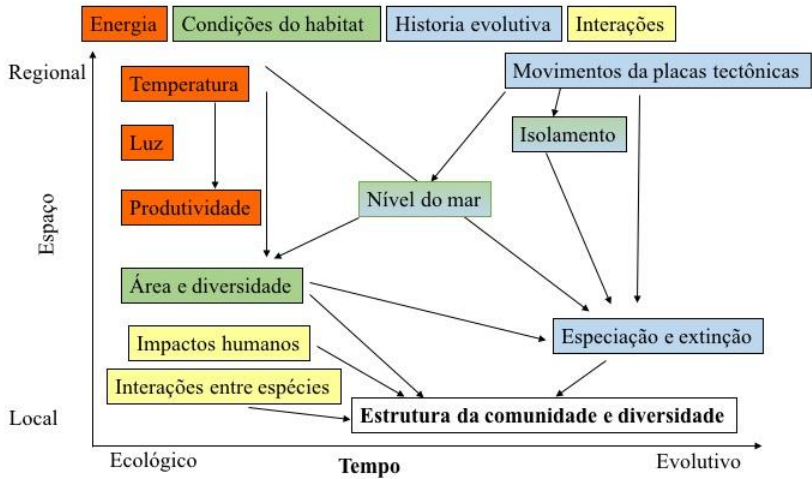 Energia
Condições do habitat
Historia evolutiva
Interações
Regional
Temperatura
Movimentos da placas tectônicas
Luz
Isolamento
Produtividade
Nível do mar
Espaço
Área e diversidade
Impactos humanos
Especiação e extinção
Interações entre espécies
Estrutura da comunidade e diversidade
Local
Ecológico
Tempo
Evolutivo